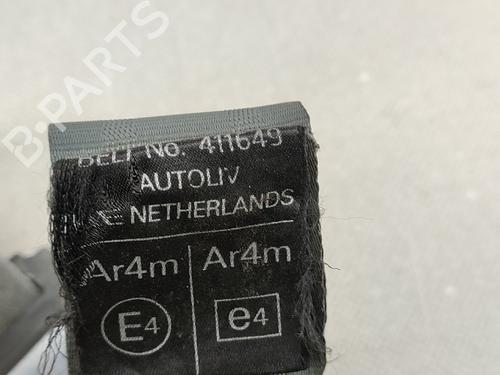 B-PARTS
BELT No. 411649
AUTOLIV
NETHERLANDS
Ar4m Ar4m
E4 e4